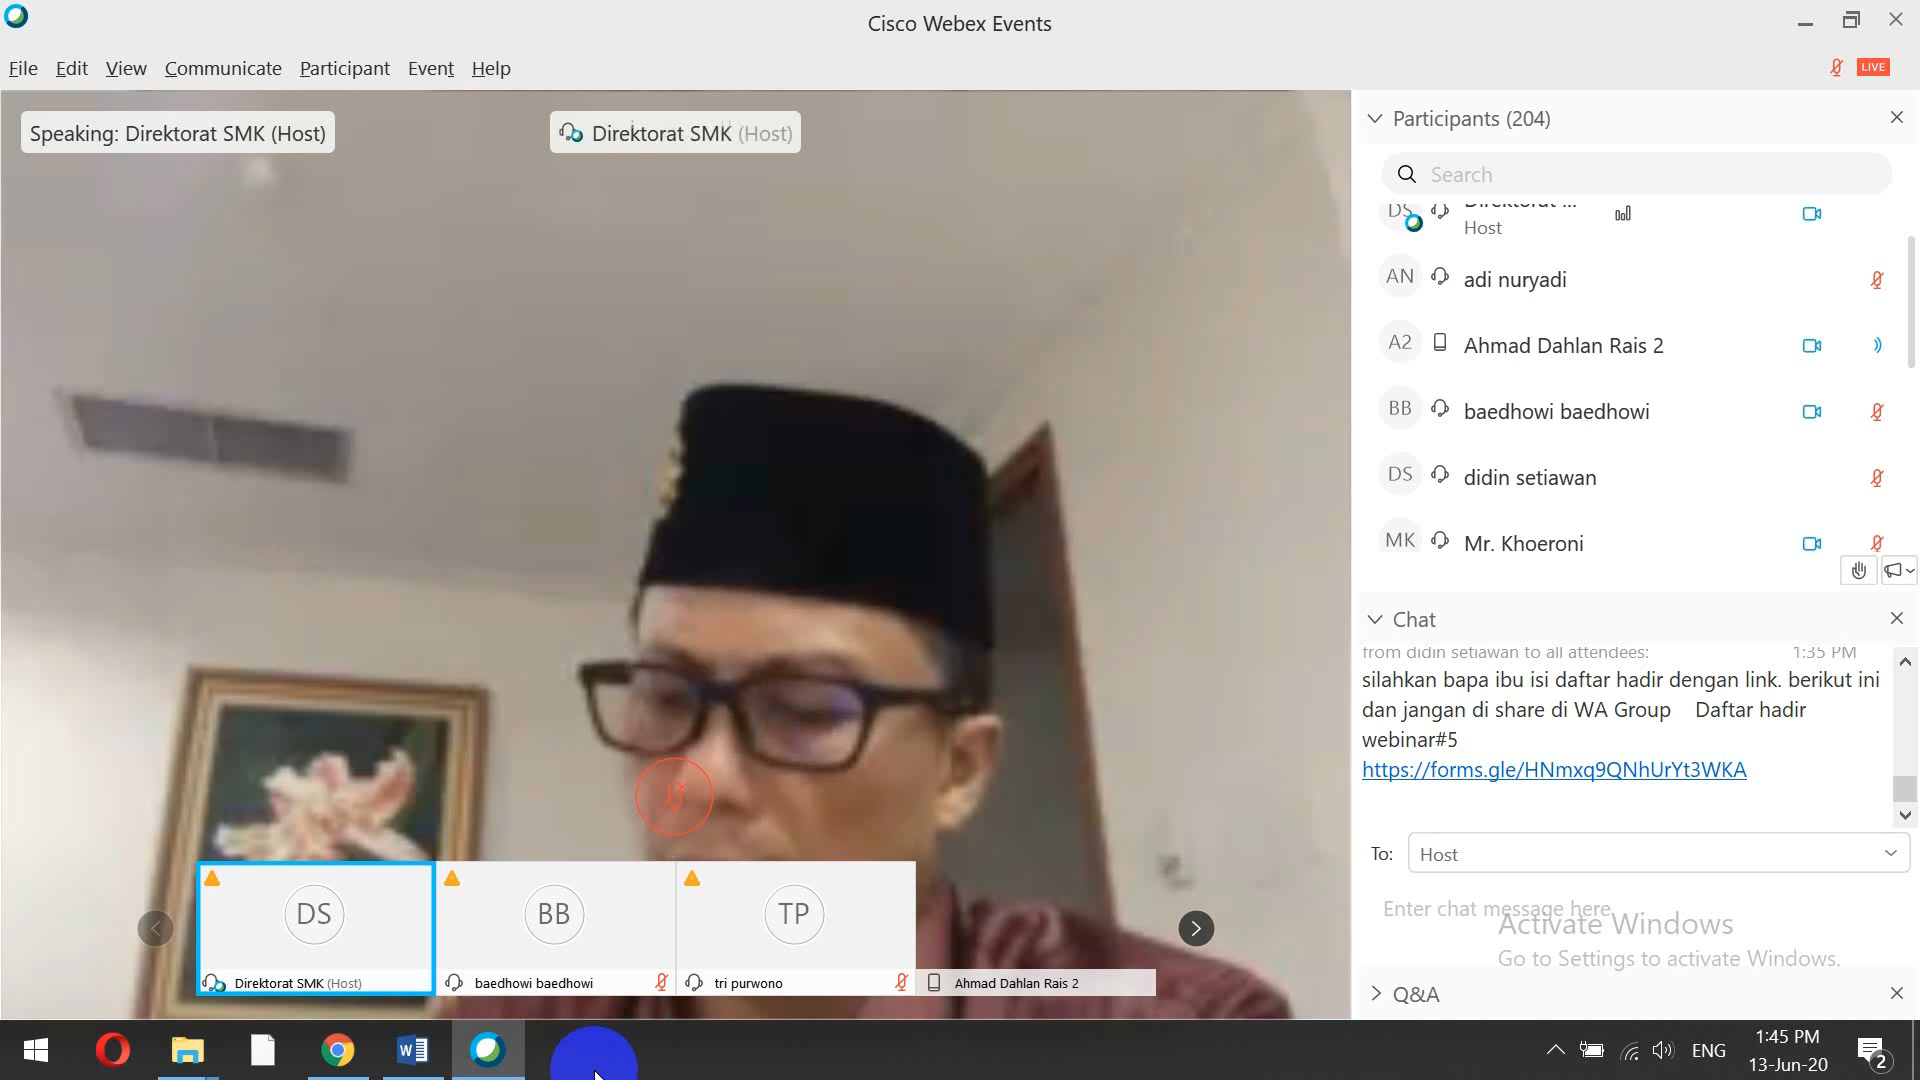 Cisco Webex Events
File Edit View Communicate Participant Event Help
LIVE
Speaking: Direktorat SMK (Host)
Direktorat SMK (Host)
Participants (204)
Search
DS Direktorat ...
Host
AN adi nuryadi
A2 Ahmad Dahlan Rais 2
BB baedhowi baedhowi
DS didin setiawan
MK Mr. Khoeroni
Chat
from didin setiawan to all attendees: 1:35 PM
silahkan bapa ibu isi daftar hadir dengan link. berikut ini
dan jangan di share di WA Group Daftar hadir
webinar#5
https://forms.gle/HNmxq9QNhUrYt3WKA
To: Host
Enter chat message here
Activate Windows
Go to Settings to activate Windows.
Q&A
DS
BB
TP
Direktorat SMK (Host)
baedhowi baedhowi
tri purwono
Ahmad Dahlan Rais 2
W
ENG
1:45 PM
13-Jun-20
2